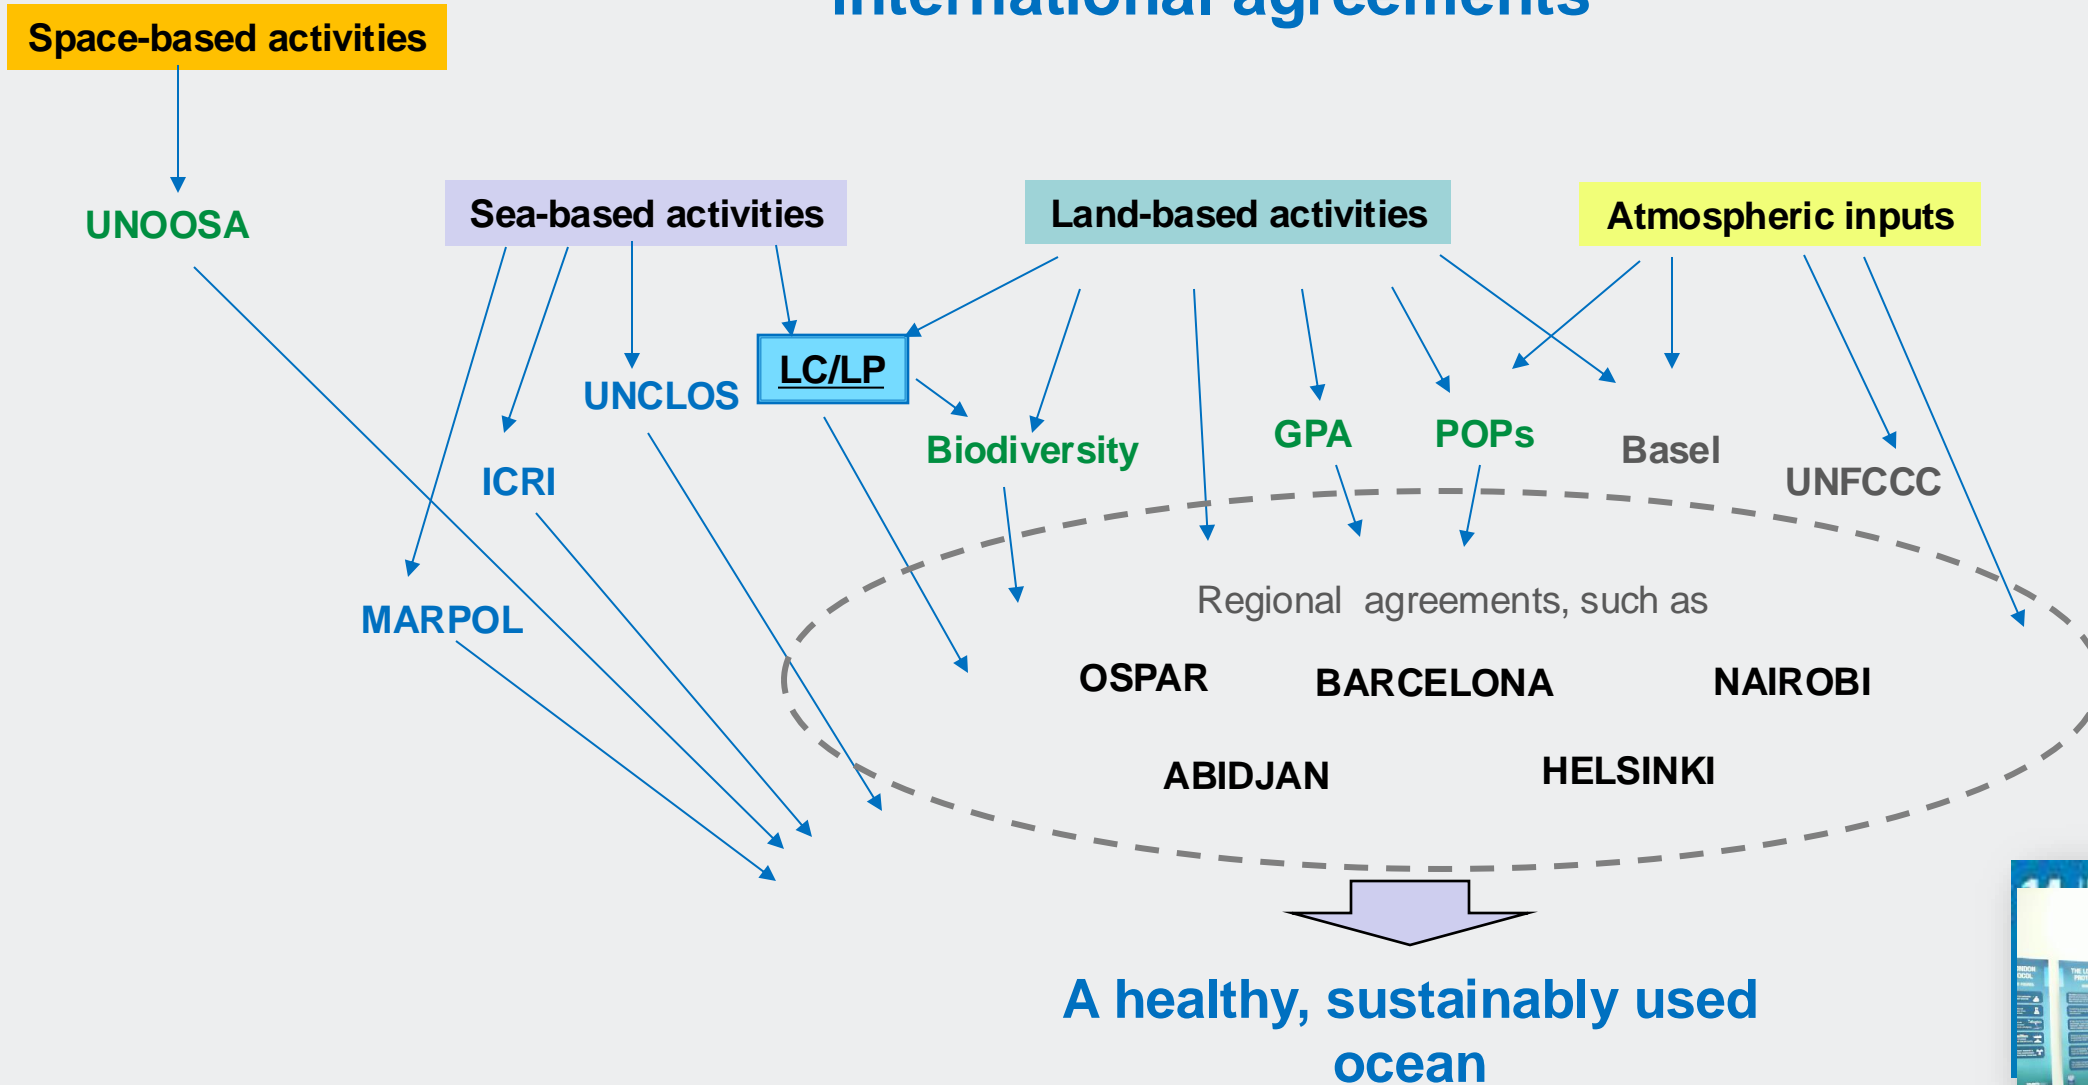 international agreements
Space-based activities
UNOOSA
Sea-based activities
Land-based activities
Atmospheric inputs
LC/LP
UNCLOS
Biodiversity
GPA
POPs
Basel
ICRI
UNFCCC
MARPOL
Regional agreements, such as
OSPAR
BARCELONA
NAIROBI
ABIDJAN
HELSINKI
A healthy, sustainably used
ocean